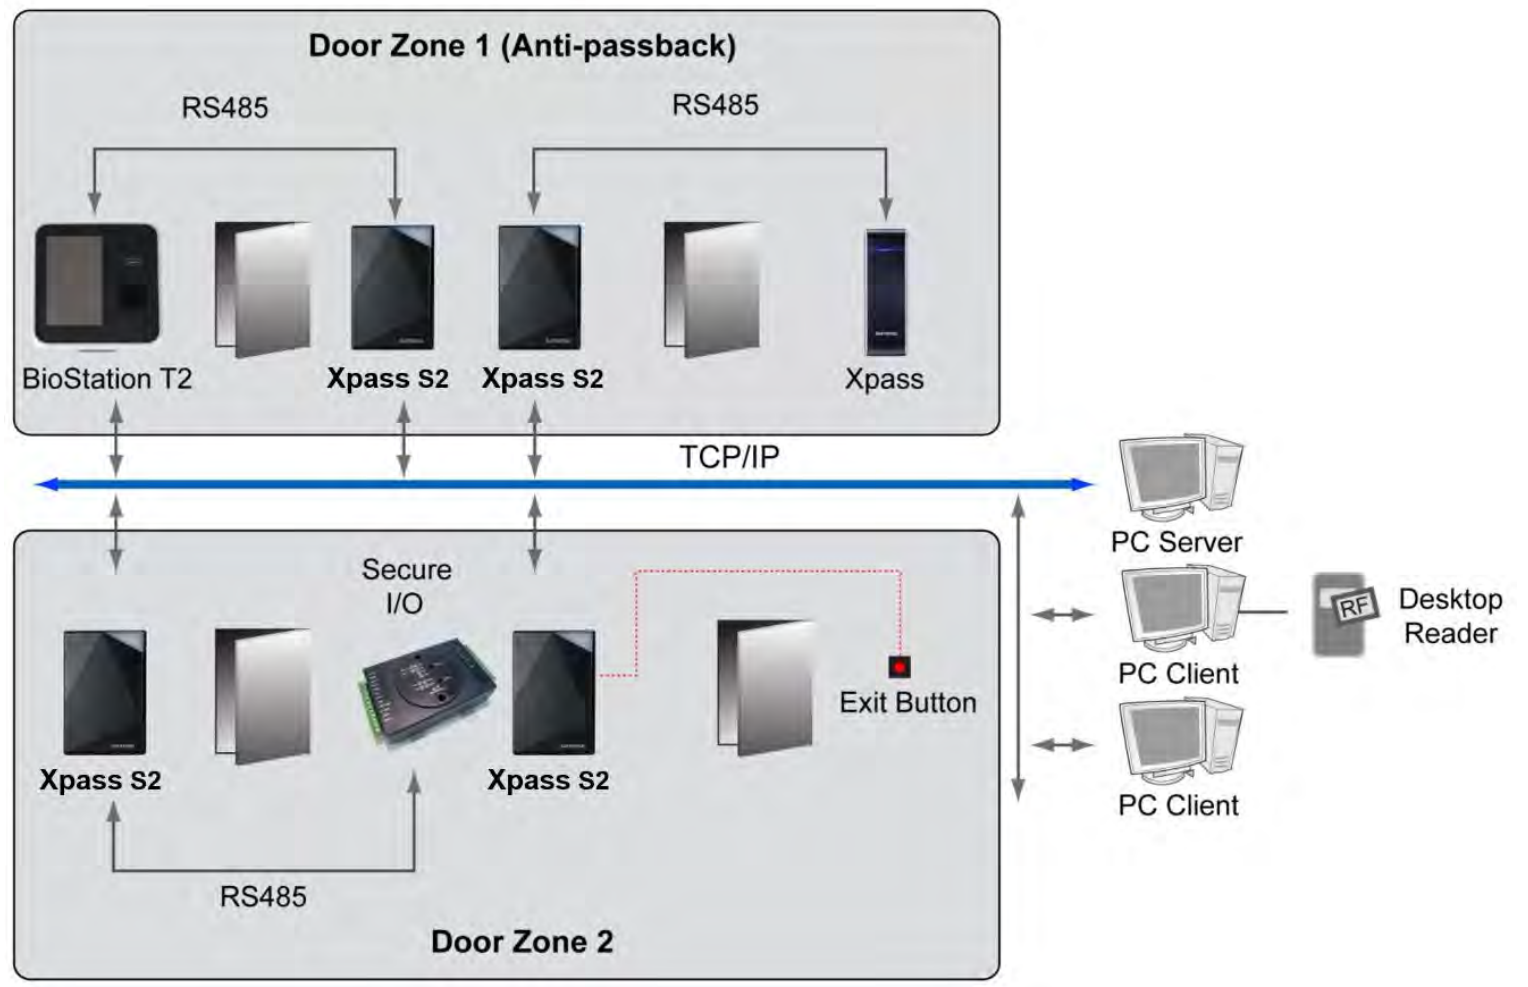 Door Zone 1 (Anti-passback)
RS485
RS485
BioStation T2
Xpass S2
Xpass S2
Xpass
TCP/IP
PC Server
Secure
I/O
RF
Desktop
Reader
PC Client
Exit Button
Xpass S2
Xpass S2
PC Client
RS485
Door Zone 2